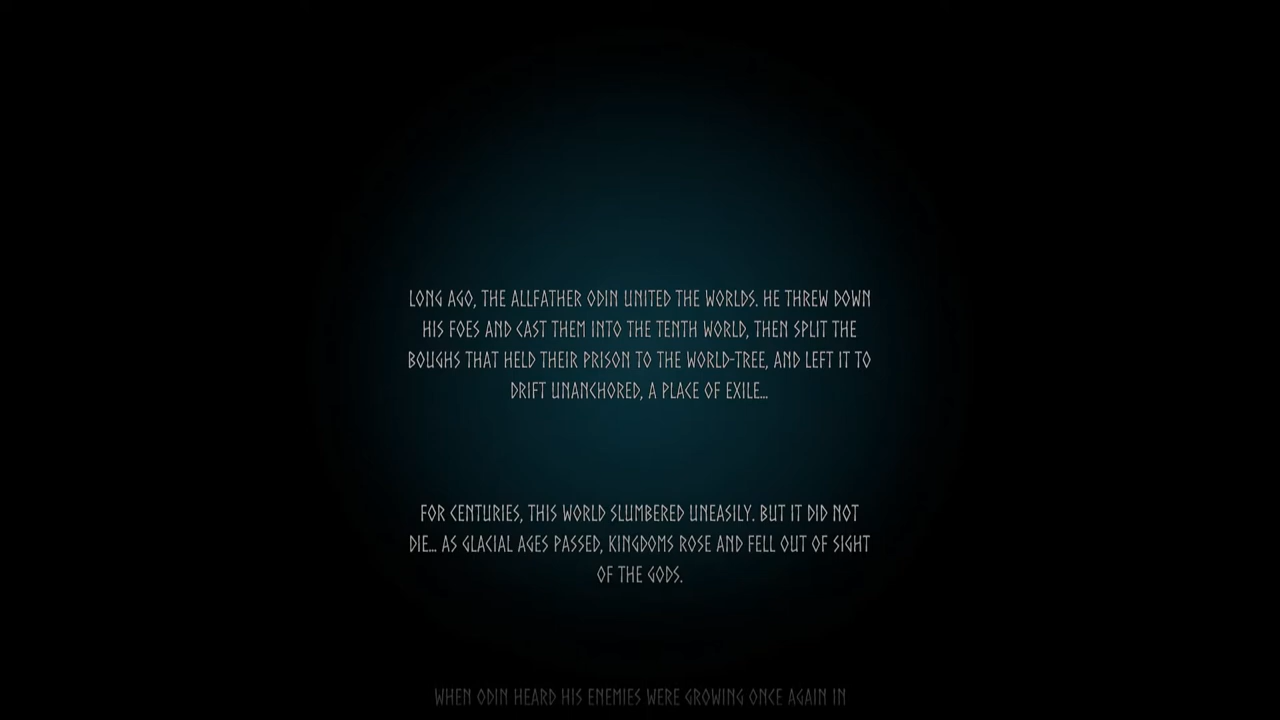 LONG AGO, THE ALLFATHER ODIN UNITED THE WORLDS. HE THREW DOWN
HIS FOES AND CAST THEM INTO THE TENTH WORLD, THEN SPLIT THE
BOUGHS THAT HELD THEIR PRISON TO THE WORLD-TREE, AND LEFT IT TO
DRIFT UNANCHORED, A PLACE OF EXILE...
FOR CENTURIES, THIS WORLD SLUMBERED UNEASILY. BUT IT DID NOT
DIE... AS GLACIAL AGES PASSED, KINGDOMS ROSE AND FELL OUT OF SIGHT
OF THE GODS.
WHEN ODIN HEARD HIS ENEMIES WERE GROWING ONCE AGAIN IN